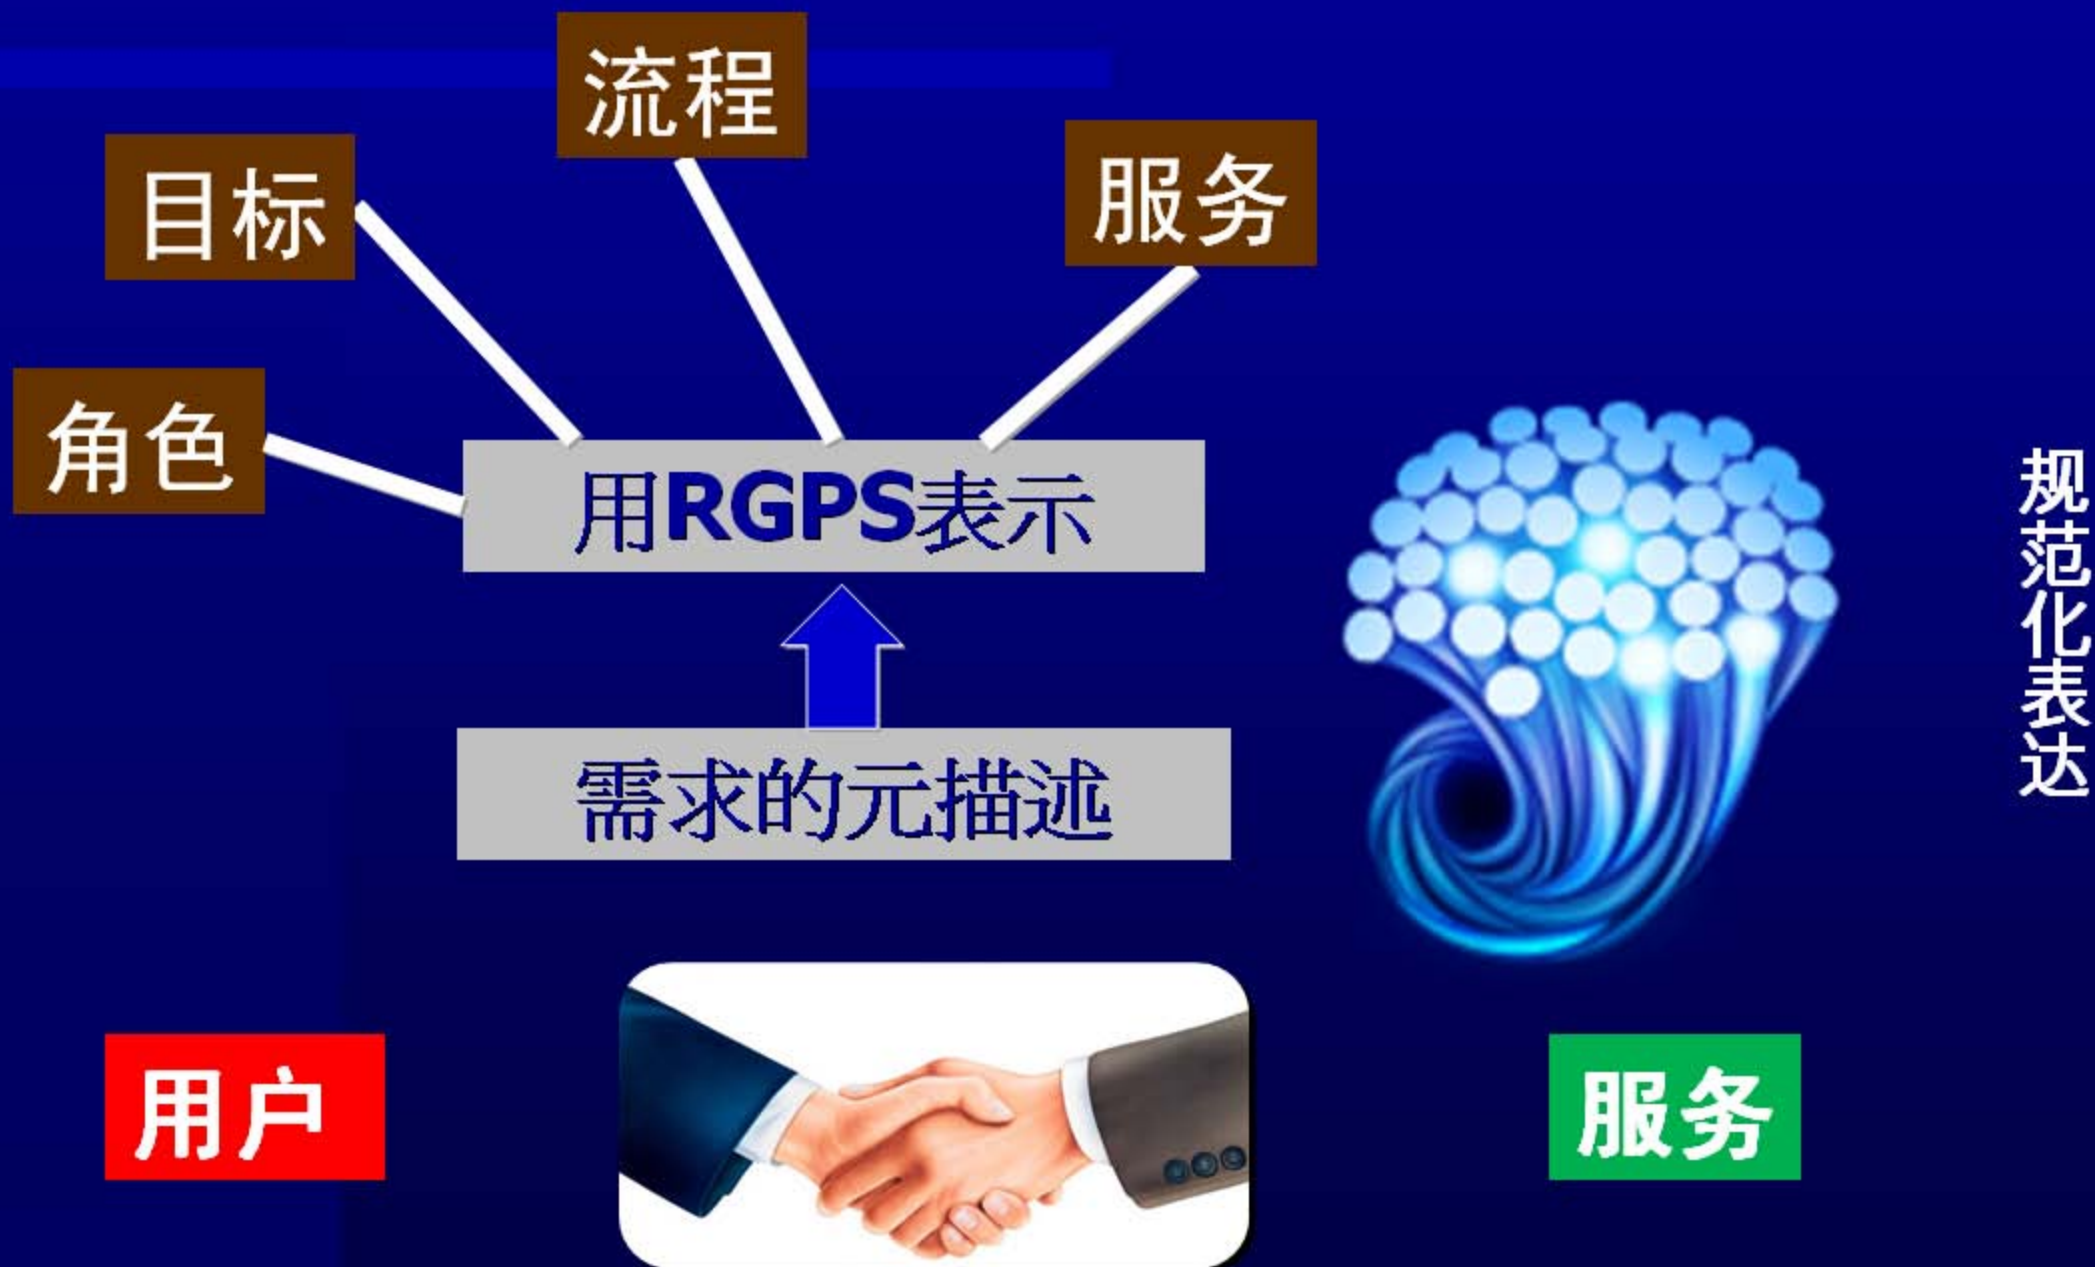 流程
目标
服务
角色
用RGPS表示
需求的元描述
规范化表达
用户
服务